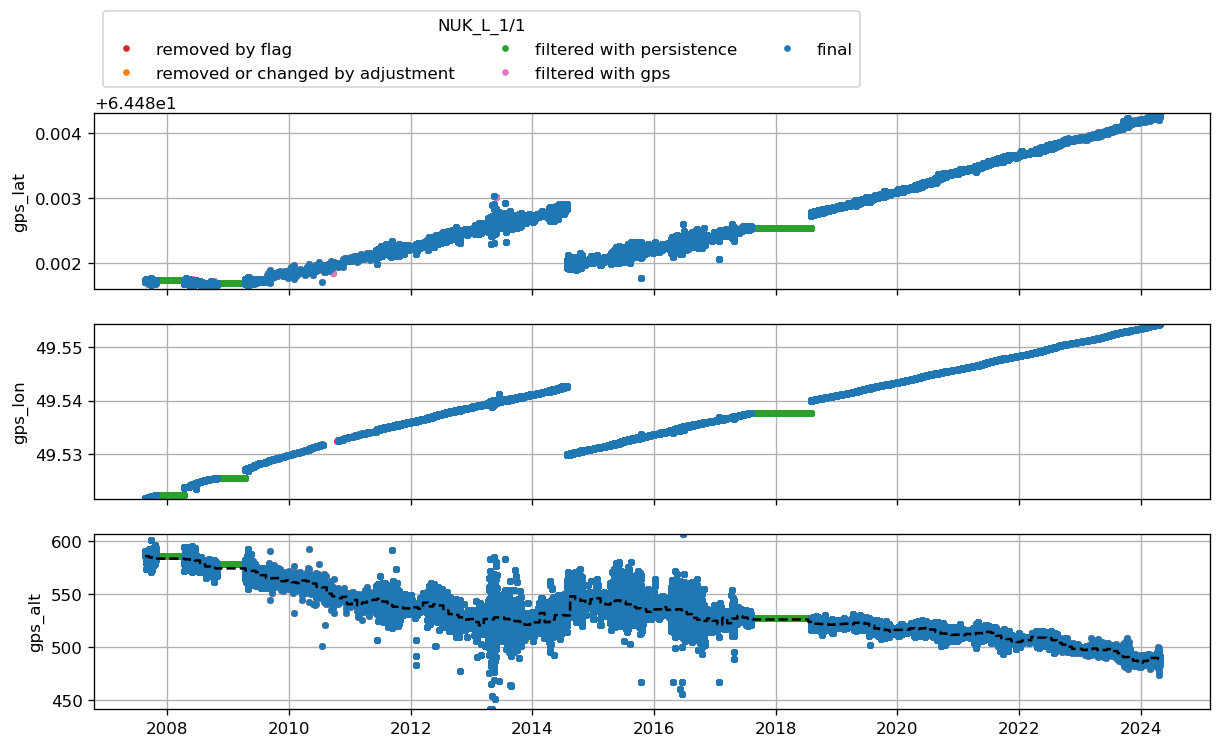 NUK_L_1/1
removed by flag
removed or changed by adjustment
filtered with persistence
filtered with gps
final
+6.448e1
0.004
0.003
0.002
gps_lat
49.55
49.54
49.53
gps_lon
600
550
500
450
gps_alt
2008 2010 2012 2014 2016 2018 2020 2022 2024